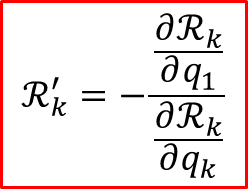 ℛ′ₖ = − (∂ℛₖ/∂q₁) / (∂ℛₖ/∂qₖ)